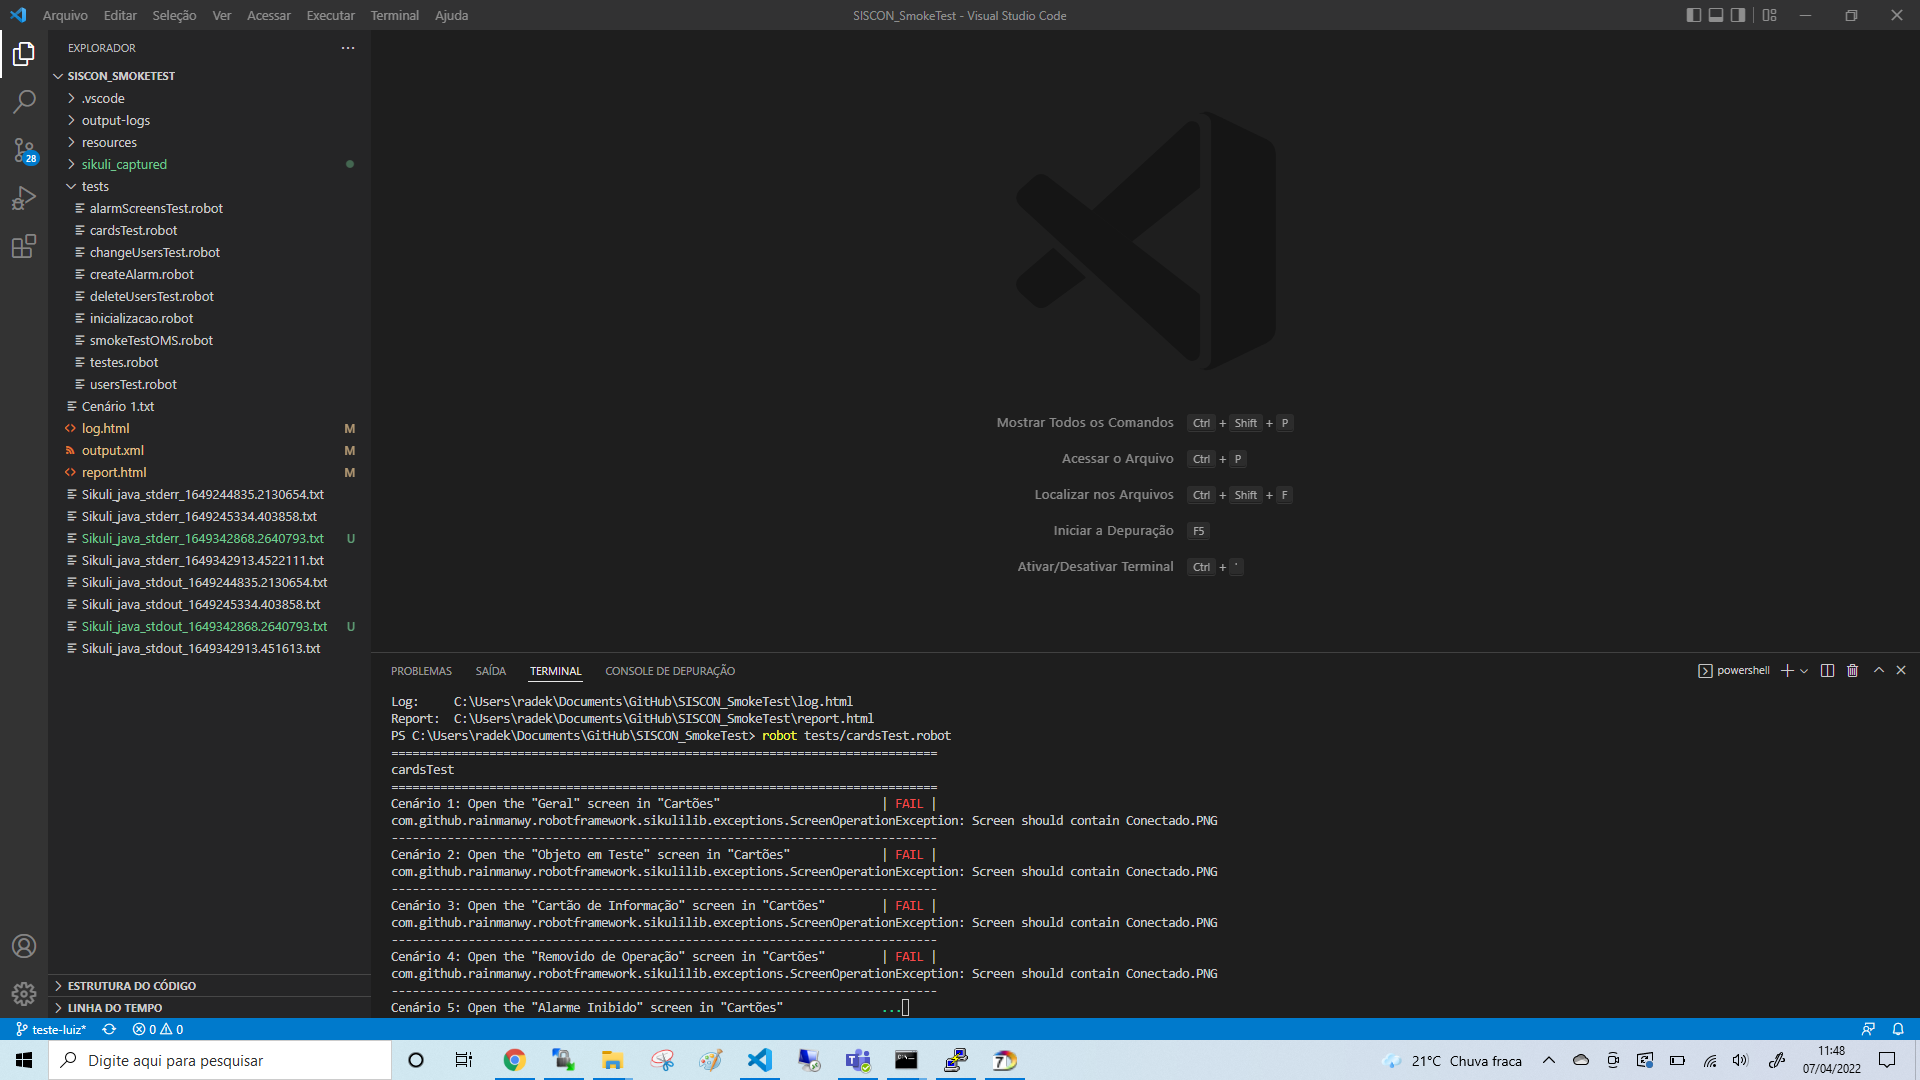 Arquivo Editar Seleção Ver Acessar Executar Terminal Ajuda
SISCON_SmokeTest - Visual Studio Code
EXPLORADOR
SISCON_SMOKETEST
.vscode
output-logs
resources
sikuli_captured
tests
alarmScreensTest.robot
cardsTest.robot
changeUsersTest.robot
createAlarm.robot
deleteUsersTest.robot
inicializacao.robot
smokeTestOMS.robot
testes.robot
usersTest.robot
Cenário 1.txt
log.html M
output.xml M
report.html M
Sikuli_java_stderr_1649244835.2130654.txt
Sikuli_java_stderr_1649245334.403858.txt
Sikuli_java_stderr_1649342868.2640793.txt U
Sikuli_java_stderr_1649342913.4522111.txt
Sikuli_java_stdout_1649244835.2130654.txt
Sikuli_java_stdout_1649245334.403858.txt
Sikuli_java_stdout_1649342868.2640793.txt U
Sikuli_java_stdout_1649342913.451613.txt
28
ESTRUTURA DO CÓDIGO
LINHA DO TEMPO
Mostrar Todos os Comandos Ctrl + Shift + P
Acessar o Arquivo Ctrl + P
Localizar nos Arquivos Ctrl + Shift + F
Iniciar a Depuração F5
Ativar/Desativar Terminal Ctrl + '
PROBLEMAS SAÍDA TERMINAL CONSOLE DE DEPURAÇÃO
powershell
Log: C:\Users\radek\Documents\GitHub\SISCON_SmokeTest\log.html
Report: C:\Users\radek\Documents\GitHub\SISCON_SmokeTest\report.html
PS C:\Users\radek\Documents\GitHub\SISCON_SmokeTest> robot tests/cardsTest.robot
==============================================================================
cardsTest
==============================================================================
Cenário 1: Open the "Geral" screen in "Cartões" | FAIL |
com.github.rainmanwy.robotframework.sikulilib.exceptions.ScreenOperationException: Screen should contain Conectado.PNG
------------------------------------------------------------------------------
Cenário 2: Open the "Objeto em Teste" screen in "Cartões" | FAIL |
com.github.rainmanwy.robotframework.sikulilib.exceptions.ScreenOperationException: Screen should contain Conectado.PNG
------------------------------------------------------------------------------
Cenário 3: Open the "Cartão de Informação" screen in "Cartões" | FAIL |
com.github.rainmanwy.robotframework.sikulilib.exceptions.ScreenOperationException: Screen should contain Conectado.PNG
------------------------------------------------------------------------------
Cenário 4: Open the "Removido de Operação" screen in "Cartões" | FAIL |
com.github.rainmanwy.robotframework.sikulilib.exceptions.ScreenOperationException: Screen should contain Conectado.PNG
------------------------------------------------------------------------------
Cenário 5: Open the "Alarme Inibido" screen in "Cartões" ...
teste-luiz* 0 0
Digite aqui para pesquisar
7
21°C Chuva fraca
11:48
07/04/2022